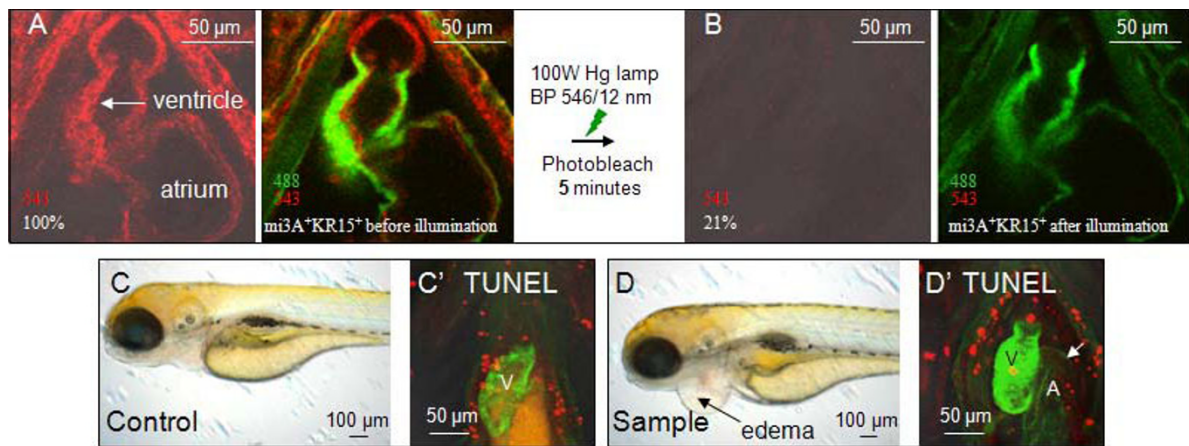 A
50 µm
ventricle
atrium
543
100%
50 µm
488
543
mi3A⁺KR15⁺ before illumination
100W Hg lamp
BP 546/12 nm
Photobleach
5 minutes
B
50 µm
543
21%
50 µm
488
543
mi3A⁺KR15⁺ after illumination
C
Control
100 µm
C' TUNEL
V
50 µm
D
Sample
edema
100 µm
D' TUNEL
V
A
50 µm